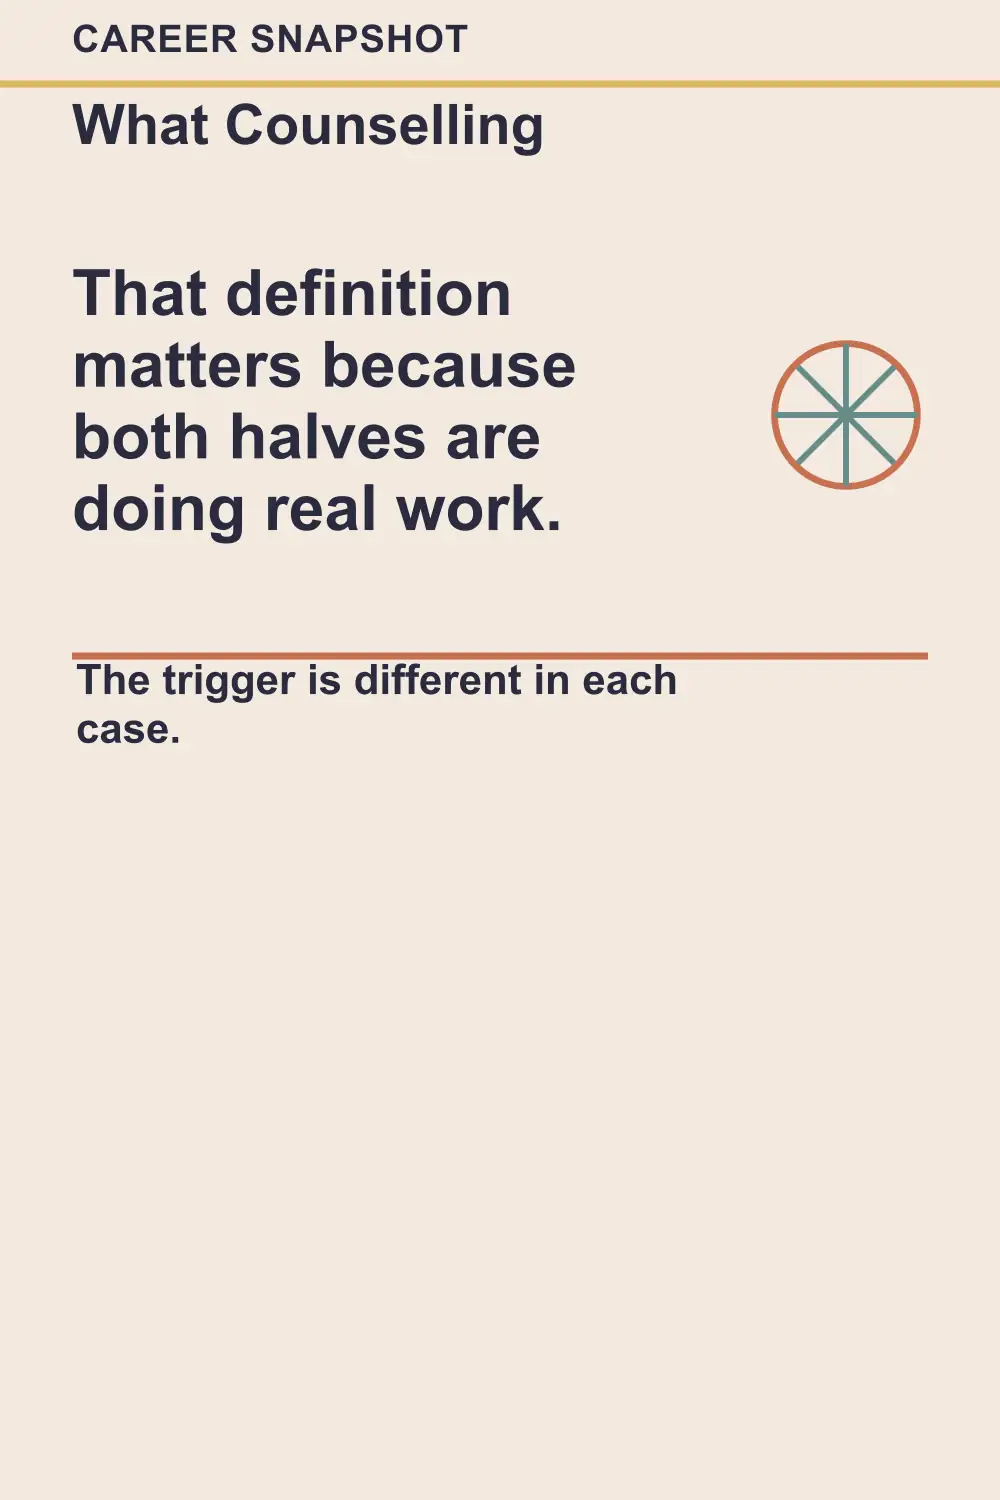 CAREER SNAPSHOT
What Counselling
That definition
matters because
both halves are
doing real work.
The trigger is different in each
case.